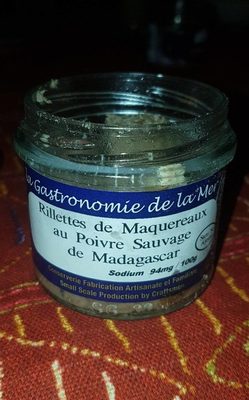 La Gastronomie de la Mer
Rillettes de Maquereaux
au Poivre Sauvage
de Madagascar
Sodium 94mg 100g
Conserverie Fabrication Artisanale et Familiale
Small Scale Production by Craftsmen